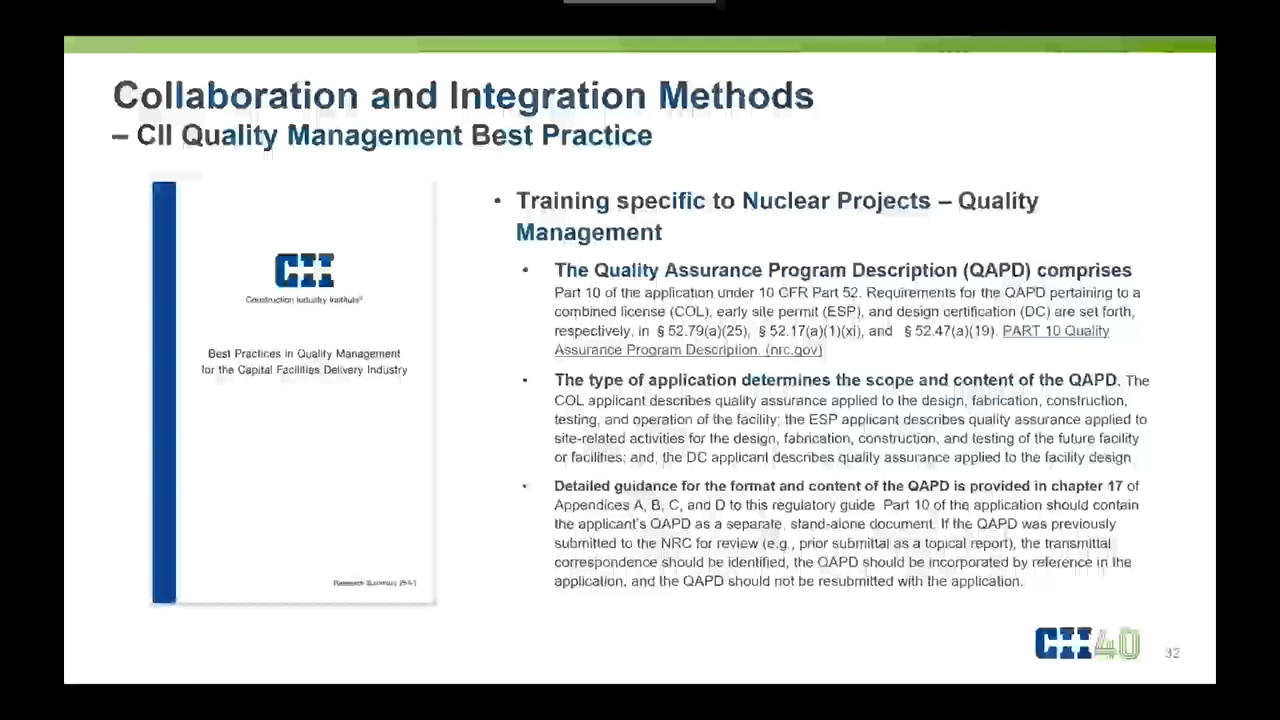 Collaboration and Integration Methods
– CII Quality Management Best Practice
CII
Construction Industry Institute®
Best Practices in Quality Management
for the Capital Facilities Delivery Industry
Research Summary
• Training specific to Nuclear Projects – Quality
Management
• The Quality Assurance Program Description (QAPD) comprises
Part 10 of the application under 10 CFR Part 52. Requirements for the QAPD pertaining to a
combined license (COL), early site permit (ESP), and design certification (DC) are set forth,
respectively, in § 52.79(a)(25), § 52.17(a)(1)(xi), and § 52.47(a)(19). PART 10 Quality
Assurance Program Description. (nrc.gov)
• The type of application determines the scope and content of the QAPD. The
COL applicant describes quality assurance applied to the design, fabrication, construction,
testing, and operation of the facility; the ESP applicant describes quality assurance applied to
site-related activities for the design, fabrication, construction, and testing of the future facility
or facilities; and, the DC applicant describes quality assurance applied to the facility design
• Detailed guidance for the format and content of the QAPD is provided in chapter 17 of
Appendices A, B, C, and D to this regulatory guide. Part 10 of the application should contain
the applicant's QAPD as a separate, stand-alone document. If the QAPD was previously
submitted to the NRC for review (e.g., prior submittal as a topical report), the transmittal
correspondence should be identified, the QAPD should be incorporated by reference in the
application, and the QAPD should not be resubmitted with the application.
CII 40
32